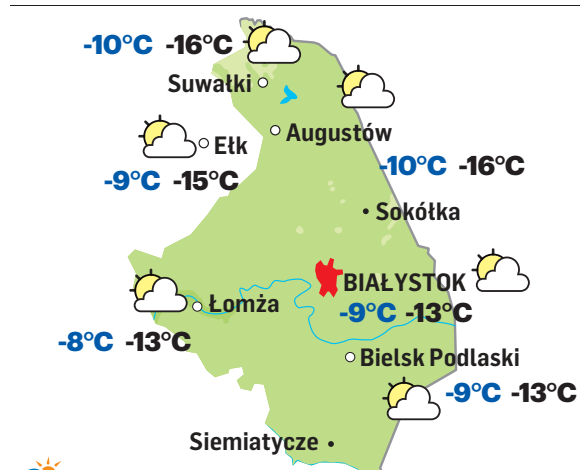 -10°C -16°C
Suwałki
Augustów
Ełk
-9°C -15°C
-10°C -16°C
Sokółka
BIAŁYSTOK
Łomża
-9°C -13°C
-8°C -13°C
Bielsk Podlaski
-9°C -13°C
Siemiatycze